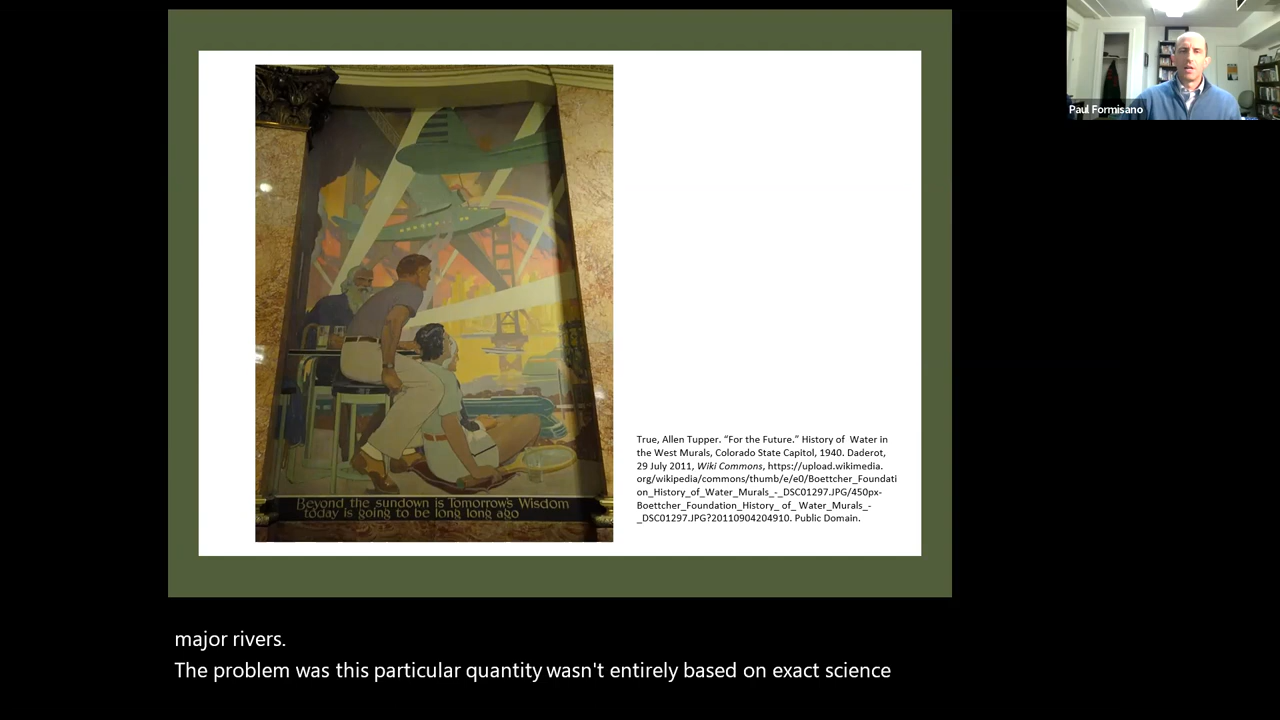 Paul Formisano
Beyond the sundown is Tomorrow's Wisdom
today is going to be long long ago
True, Allen Tupper. “For the Future.” History of Water in
the West Murals, Colorado State Capitol, 1940. Daderot,
29 July 2011, Wiki Commons, https://upload.wikimedia.
org/wikipedia/commons/thumb/e/e0/Boettcher_Foundati
on_History_of_Water_Murals_-_DSC01297.JPG/450px-
Boettcher_Foundation_History_ of_ Water_Murals_-
_DSC01297.JPG?20110904204910. Public Domain.
major rivers.
The problem was this particular quantity wasn't entirely based on exact science